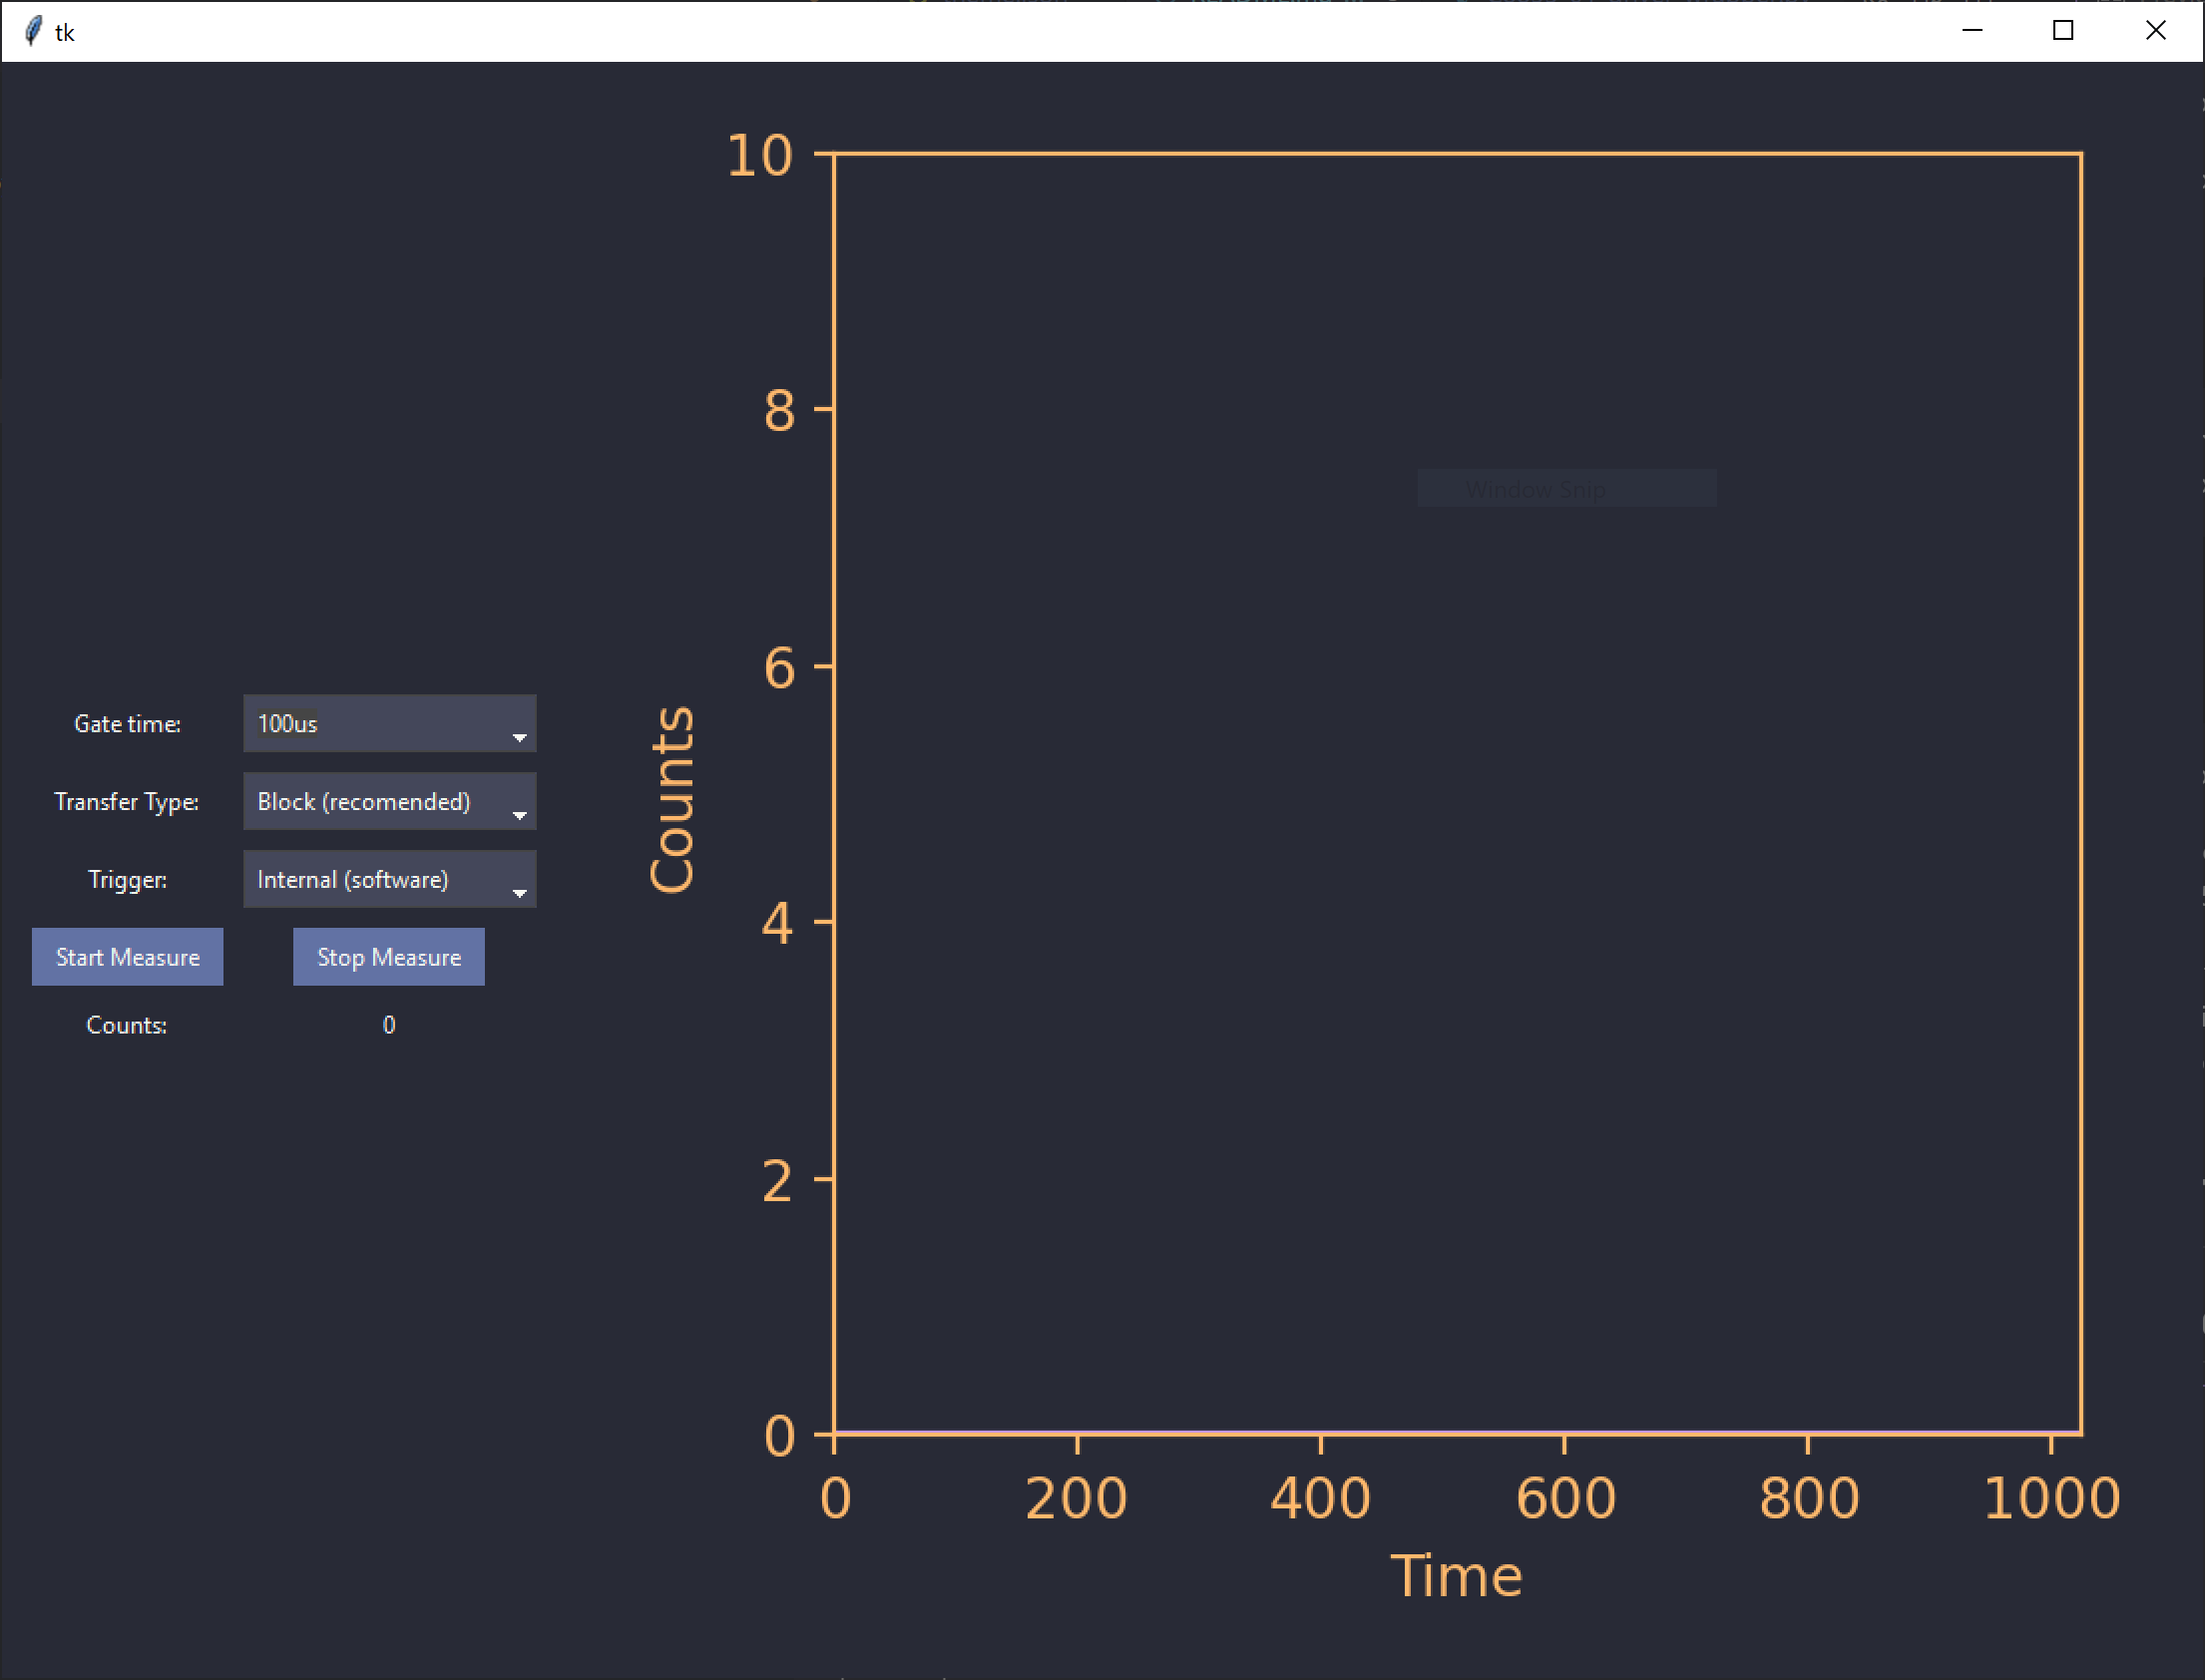 tk
Gate time: 100us
Transfer Type: Block (recomended)
Trigger: Internal (software)
Start Measure Stop Measure
Counts: 0
10
8
6
4
2
0
Counts
Window Snip
0 200 400 600 800 1000
Time